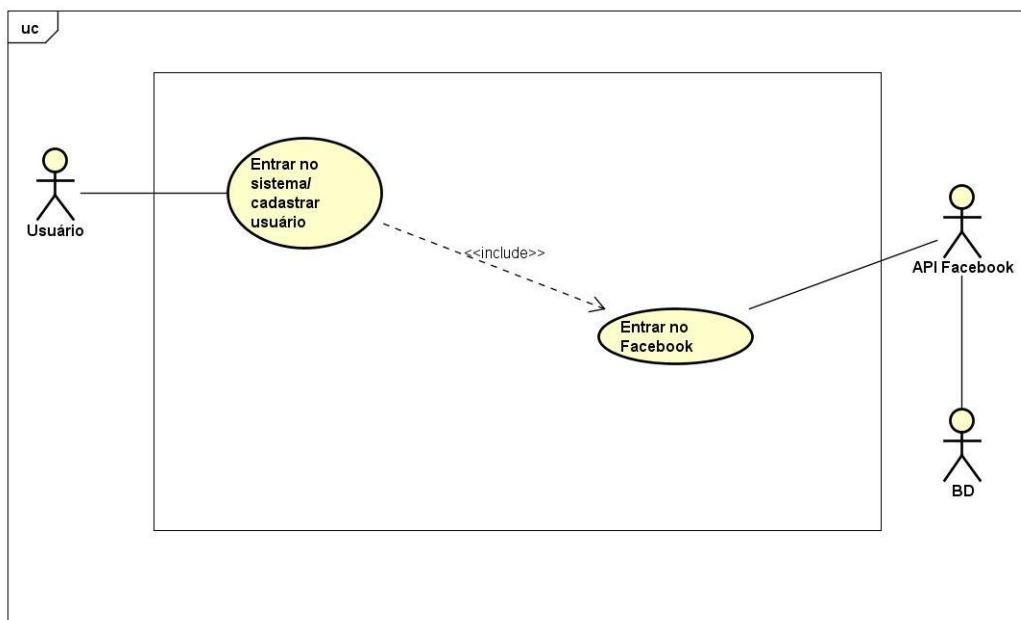 uc
Entrar no
sistema/
cadastrar
usuário
Usuário
<<include>>
API Facebook
Entrar no
Facebook
BD